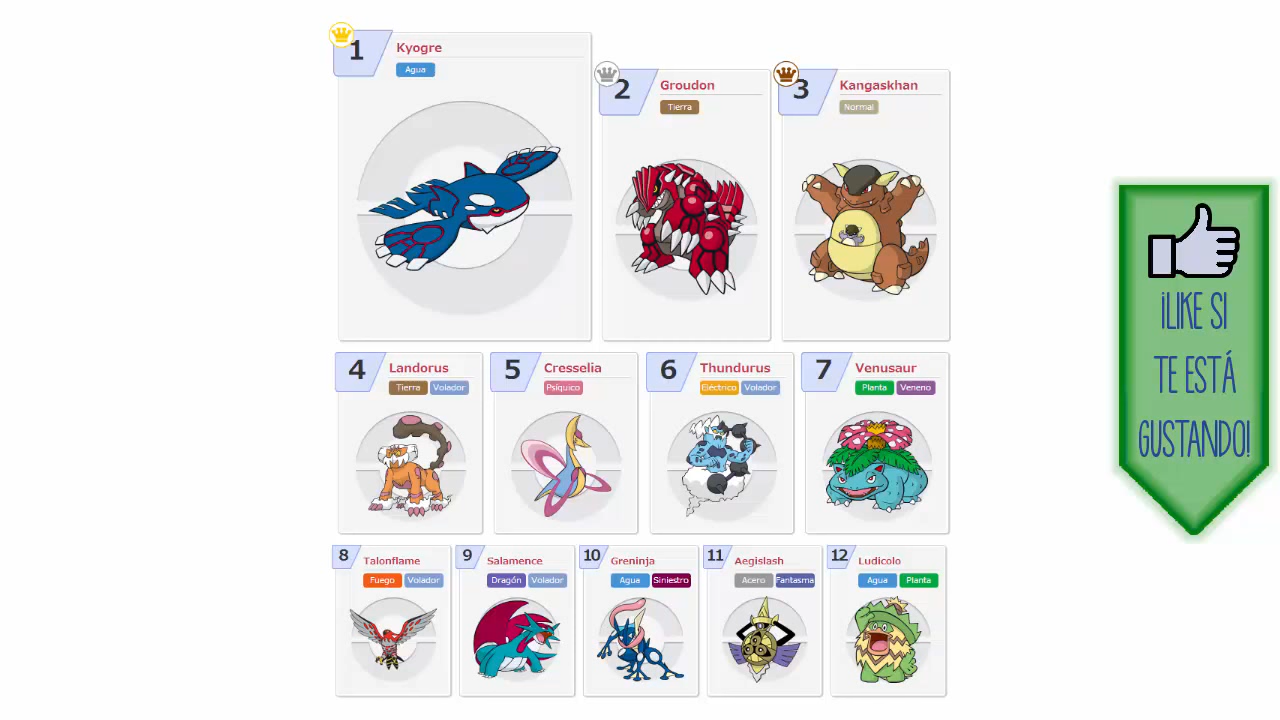 1
Kyogre
Agua
2
Groudon
Tierra
3
Kangaskhan
Normal
4
Landorus
Tierra Volador
5
Cresselia
Psíquico
6
Thundurus
Eléctrico Volador
7
Venusaur
Planta Veneno
8
Talonflame
Fuego Volador
9
Salamence
Dragón Volador
10
Greninja
Agua Siniestro
11
Aegislash
Acero Fantasma
12
Ludicolo
Agua Planta
¡LIKE SI
TE ESTÁ
GUSTANDO!